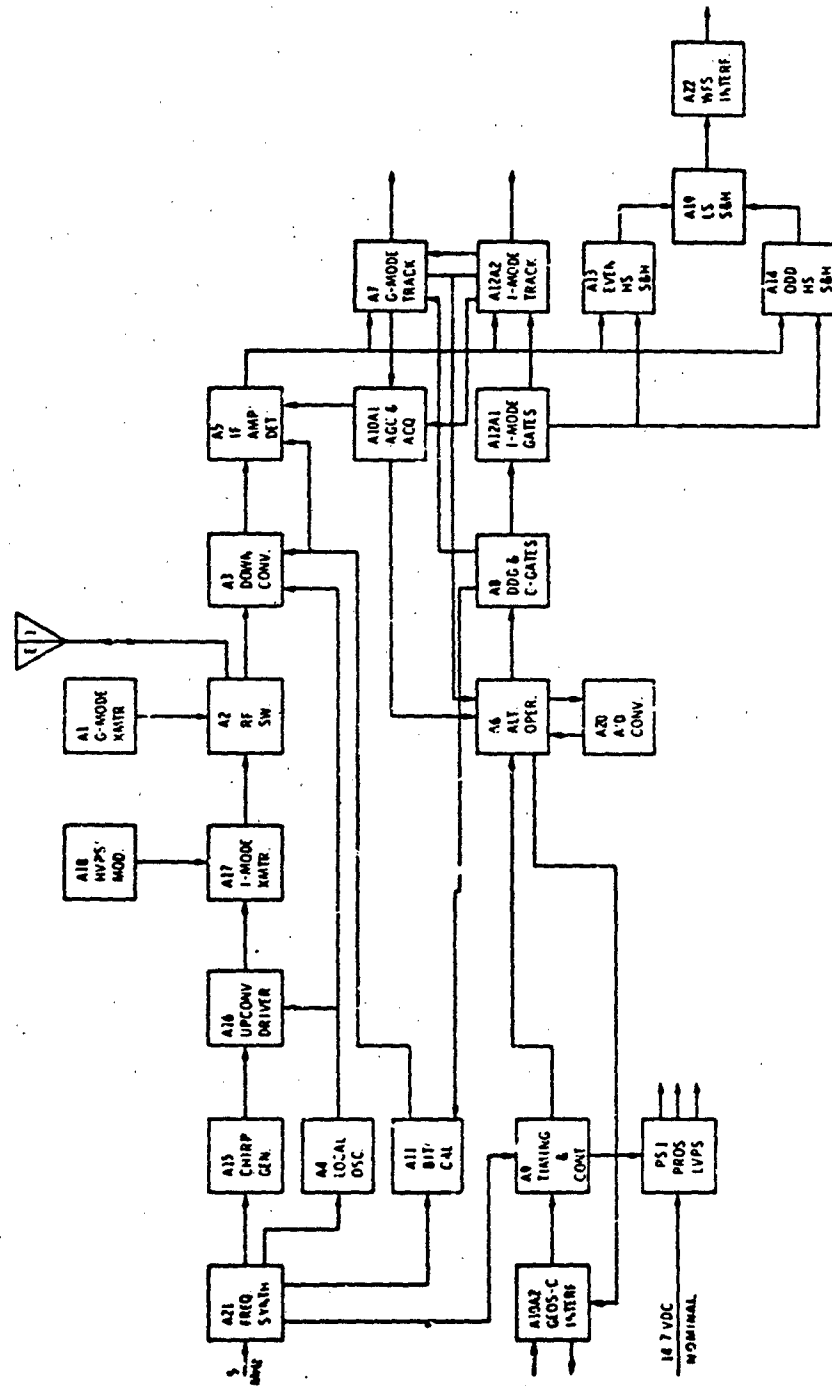 A22
WFS
INTERF.
A19
LS
S&H
A7
G-MODE
TRACK
A12A2
I-MODE
TRACK
A13
EVEN
HS
S&H
A14
ODD
HS
S&H
A5
IF
AMP
DET
A10A1
AGC &
ACQ
A12A1
I-MODE
GATES
A3
DOWN
CONV.
A8
DDG &
C-GATES
A1
G-MODE
XMTR
A2
RF
SW.
A6
ALT.
OPER.
A20
A/D
CONV.
A18
HVPS/
MOD.
A17
I-MODE
XMTR.
A16
UPCONV
DRIVER
A15
CHIRP
GEN.
A4
LOCAL
OSC.
A11
BIT/
CAL
A9
TIMING
&
CONT
PS1
PROS
LVPS
A21
FREQ.
SYNTH
5
MHZ
A10A2
GEOS-C
INTERF
VDC
NOMINAL